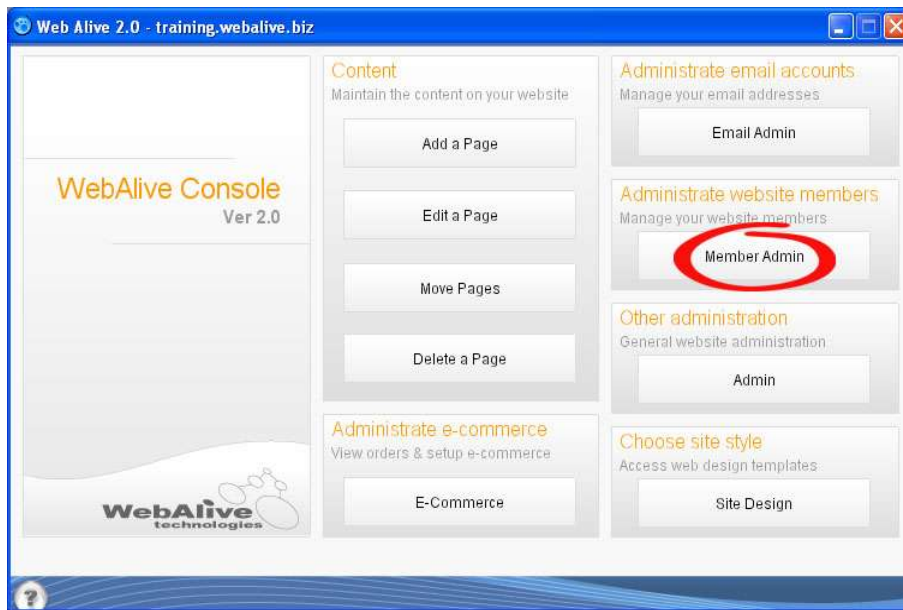 Web Alive 2.0 - training.webalive.biz
WebAlive Console
Ver 2.0
WebAlive
technologies
Content
Maintain the content on your website
Add a Page
Edit a Page
Move Pages
Delete a Page
Administrate e-commerce
View orders & setup e-commerce
E-Commerce
Administrate email accounts
Manage your email addresses
Email Admin
Administrate website members
Manage your website members
Member Admin
Other administration
General website administration
Admin
Choose site style
Access web design templates
Site Design
?